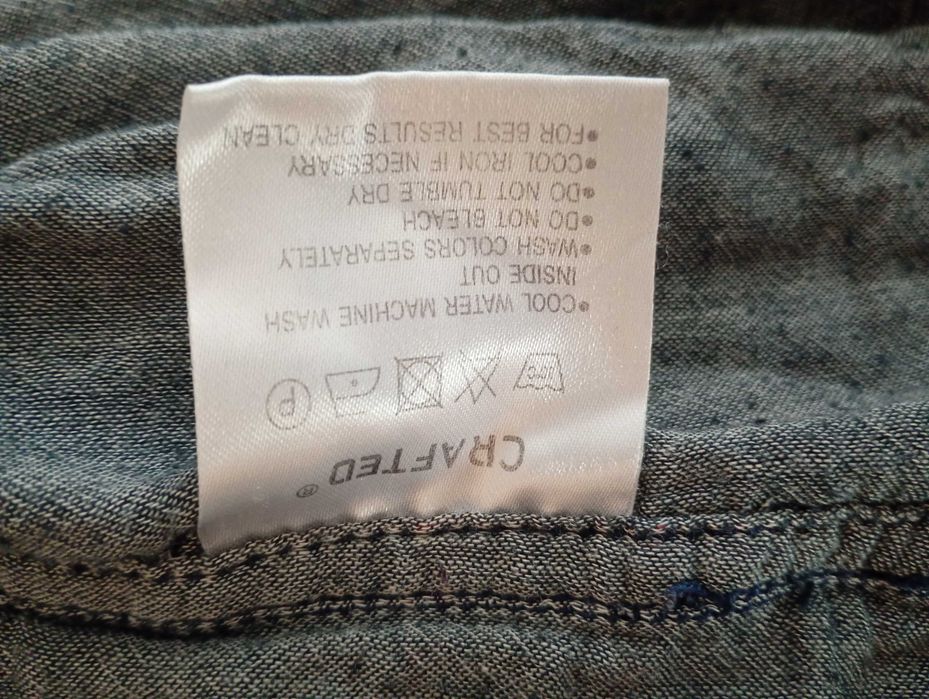 CRAFTED ®
40 P
•COOL WATER MACHINE WASH
INSIDE OUT
•WASH COLORS SEPARATELY
•DO NOT BLEACH
•DO NOT TUMBLE DRY
•COOL IRON IF NECESSARY
•FOR BEST RESULTS DRY CLEAN